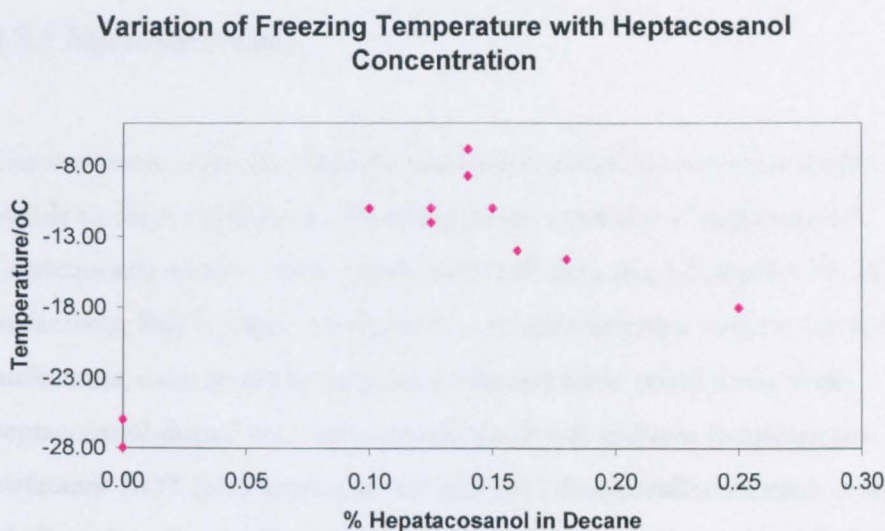 Variation of Freezing Temperature with Heptacosanol
Concentration
Temperature/oC
-8.00
-13.00
-18.00
-23.00
-28.00
0.00 0.05 0.10 0.15 0.20 0.25 0.30
% Hepatacosanol in Decane